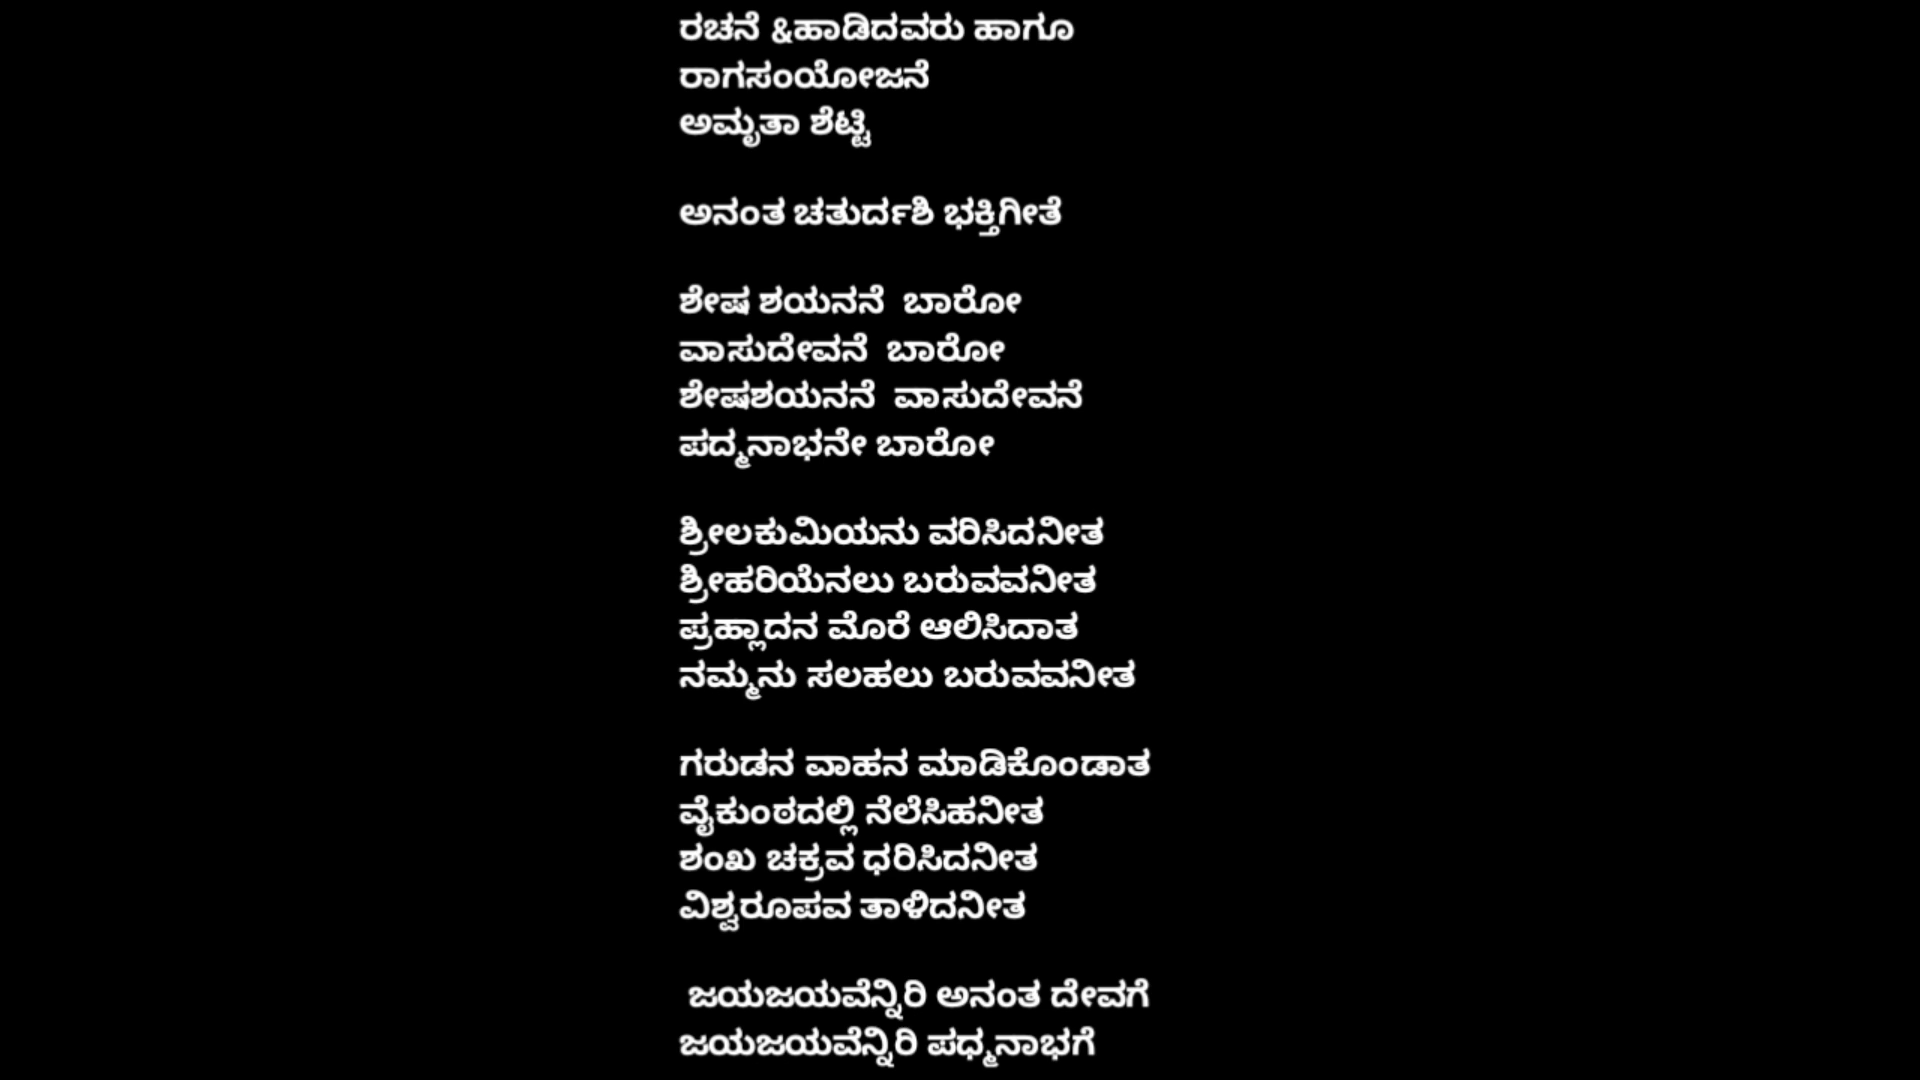 ರಚನೆ &ಹಾಡಿದವರು ಹಾಗೂ
ರಾಗಸಂಯೋಜನೆ
ಅಮೃತಾ ಶೆಟ್ಟಿ
ಅನಂತ ಚತುರ್ದಶಿ ಭಕ್ತಿಗೀತೆ
ಶೇಷ ಶಯನನೆ ಬಾರೋ
ವಾಸುದೇವನೆ ಬಾರೋ
ಶೇಷಶಯನನೆ ವಾಸುದೇವನೆ
ಪದ್ಮನಾಭನೇ ಬಾರೋ
ಶ್ರೀಲಕುಮಿಯನು ವರಿಸಿದನೀತ
ಶ್ರೀಹರಿಯೆನಲು ಬರುವವನೀತ
ಪ್ರಹ್ಲಾದನ ಮೊರೆ ಆಲಿಸಿದಾತ
ನಮ್ಮನು ಸಲಹಲು ಬರುವವನೀತ
ಗರುಡನ ವಾಹನ ಮಾಡಿಕೊಂಡಾತ
ವೈಕುಂಠದಲ್ಲಿ ನೆಲೆಸಿಹನೀತ
ಶಂಖ ಚಕ್ರವ ಧರಿಸಿದನೀತ
ವಿಶ್ವರೂಪವ ತಾಳಿದನೀತ
ಜಯಜಯವೆನ್ನಿರಿ ಅನಂತ ದೇವಗೆ
ಜಯಜಯವೆನ್ನಿರಿ ಪಧ್ಮನಾಭಗೆ